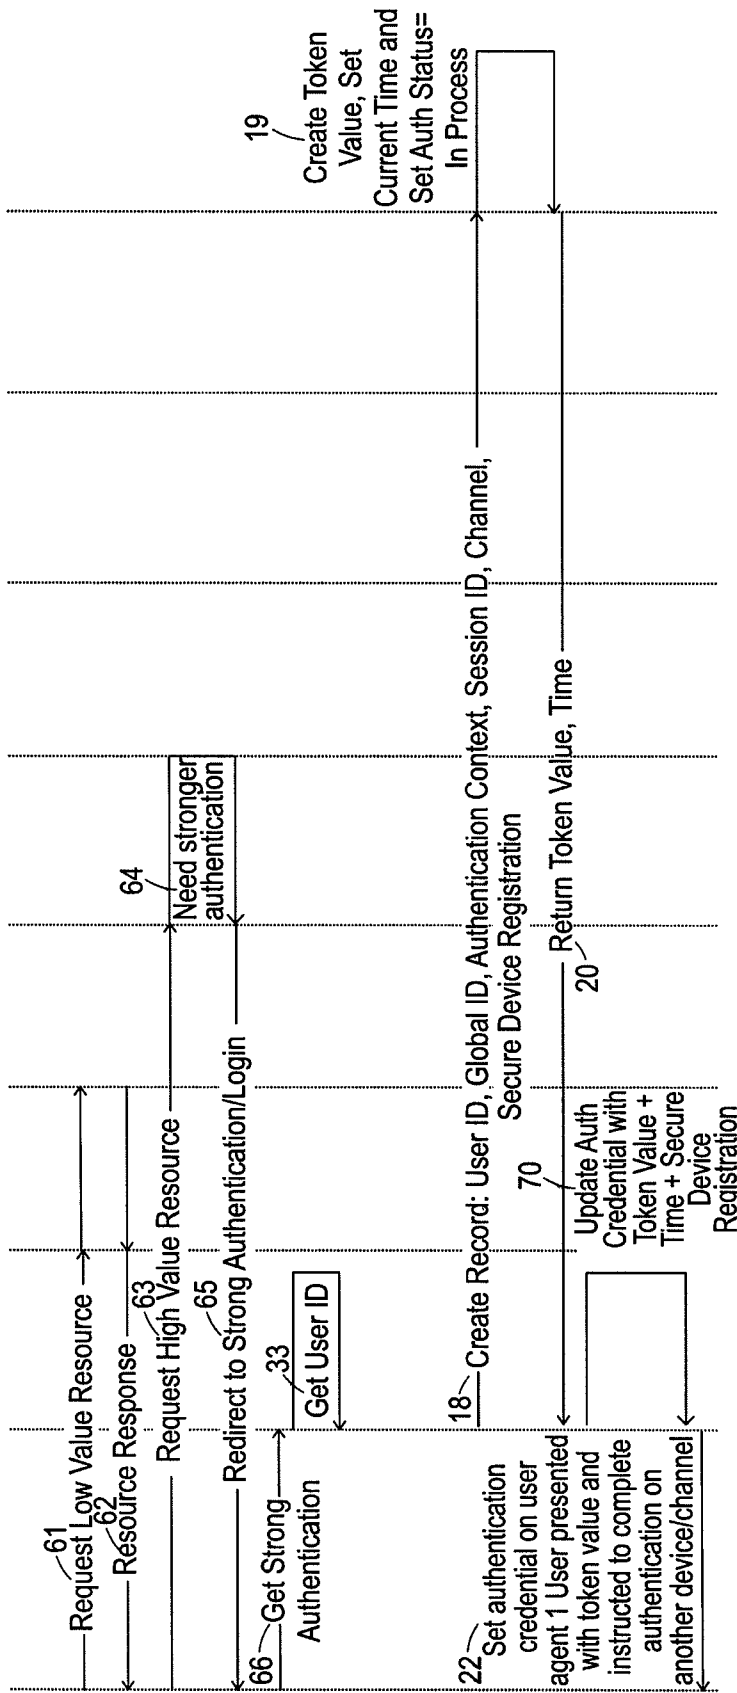 61
Request Low Value Resource
62
Resource Response
63
Request High Value Resource
64
Need stronger
authentication
65
Redirect to Strong Authentication/Login
66
Get Strong
Authentication
33
Get User ID
18
Create Record: User ID, Global ID, Authentication Context, Session ID, Channel,
Secure Device Registration
19
Create Token
Value, Set
Current Time and
Set Auth Status=
In Process
Return Token Value, Time
20
70
Update Auth
Credential with
Token Value +
Time + Secure
Device
Registration
22
Set authentication
credential on user
agent 1 User presented
with token value and
instructed to complete
authentication on
another device/channel